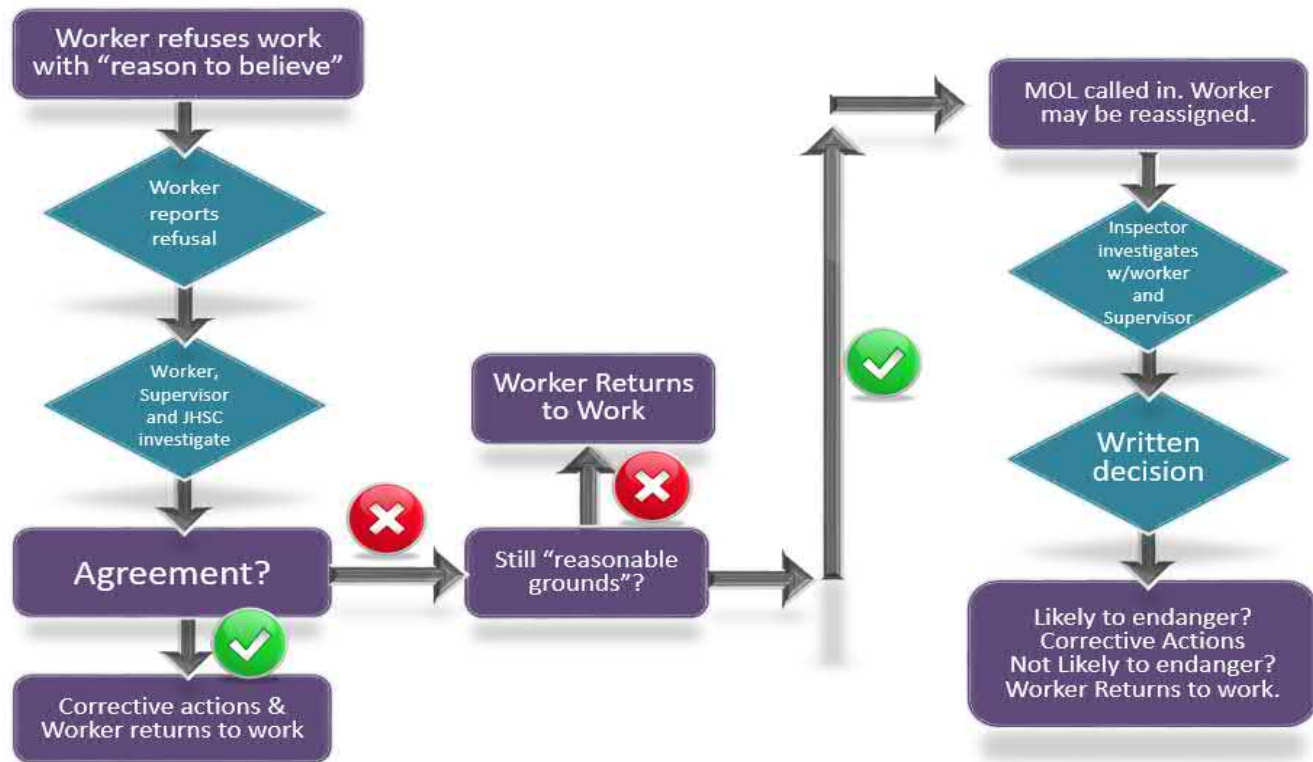 Worker refuses work
with “reason to believe”
Worker
reports
refusal
Worker,
Supervisor
and JHSC
investigate
Agreement?
Corrective actions &
Worker returns to work
Worker Returns
to Work
Still “reasonable
grounds”?
MOL called in. Worker
may be reassigned.
Inspector
investigates
w/worker
and
Supervisor
Written
decision
Likely to endanger?
Corrective Actions
Not Likely to endanger?
Worker Returns to work.